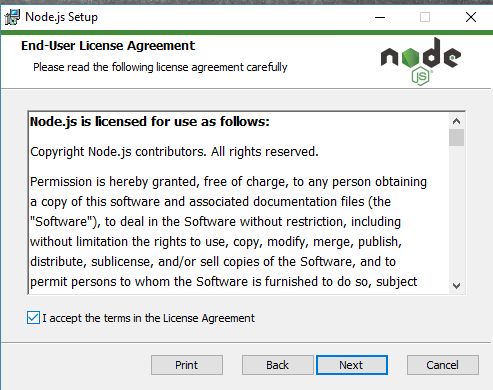 Node.js Setup
End-User License Agreement
Please read the following license agreement carefully
node
JS
Node.js is licensed for use as follows:
Copyright Node.js contributors. All rights reserved.
Permission is hereby granted, free of charge, to any person obtaining
a copy of this software and associated documentation files (the
"Software"), to deal in the Software without restriction, including
without limitation the rights to use, copy, modify, merge, publish,
distribute, sublicense, and/or sell copies of the Software, and to
permit persons to whom the Software is furnished to do so, subject
I accept the terms in the License Agreement
Print Back Next Cancel